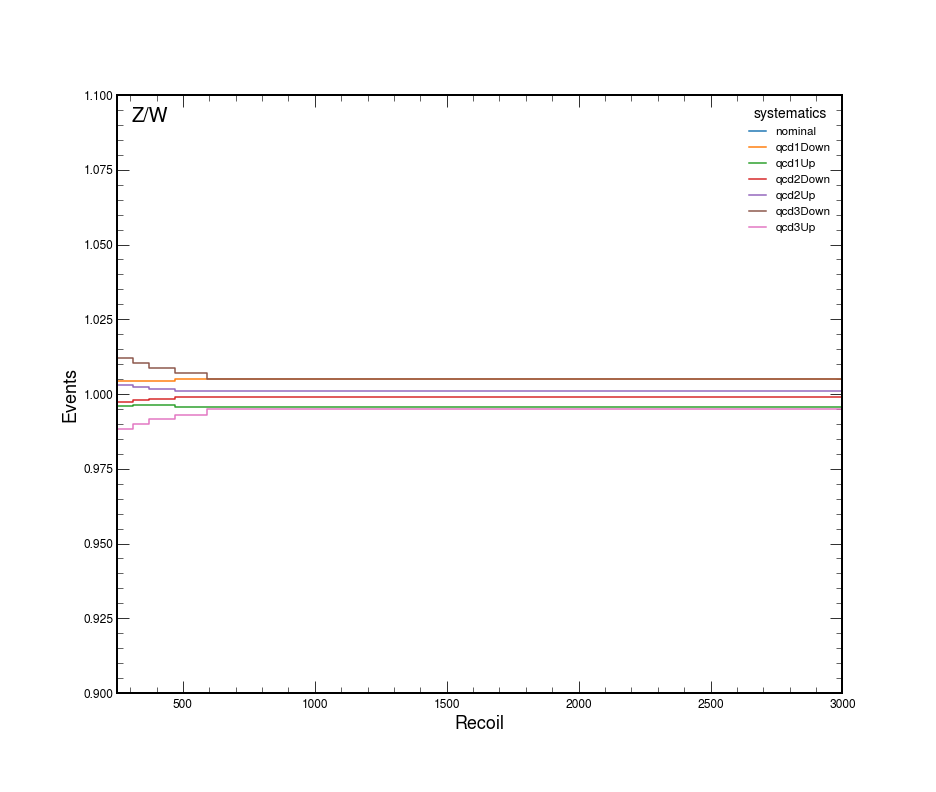 Z/W
systematics
nominal
qcd1Down
qcd1Up
qcd2Down
qcd2Up
qcd3Down
qcd3Up
1.100
1.075
1.050
1.025
1.000
0.975
0.950
0.925
0.900
Events
500 1000 1500 2000 2500 3000
Recoil